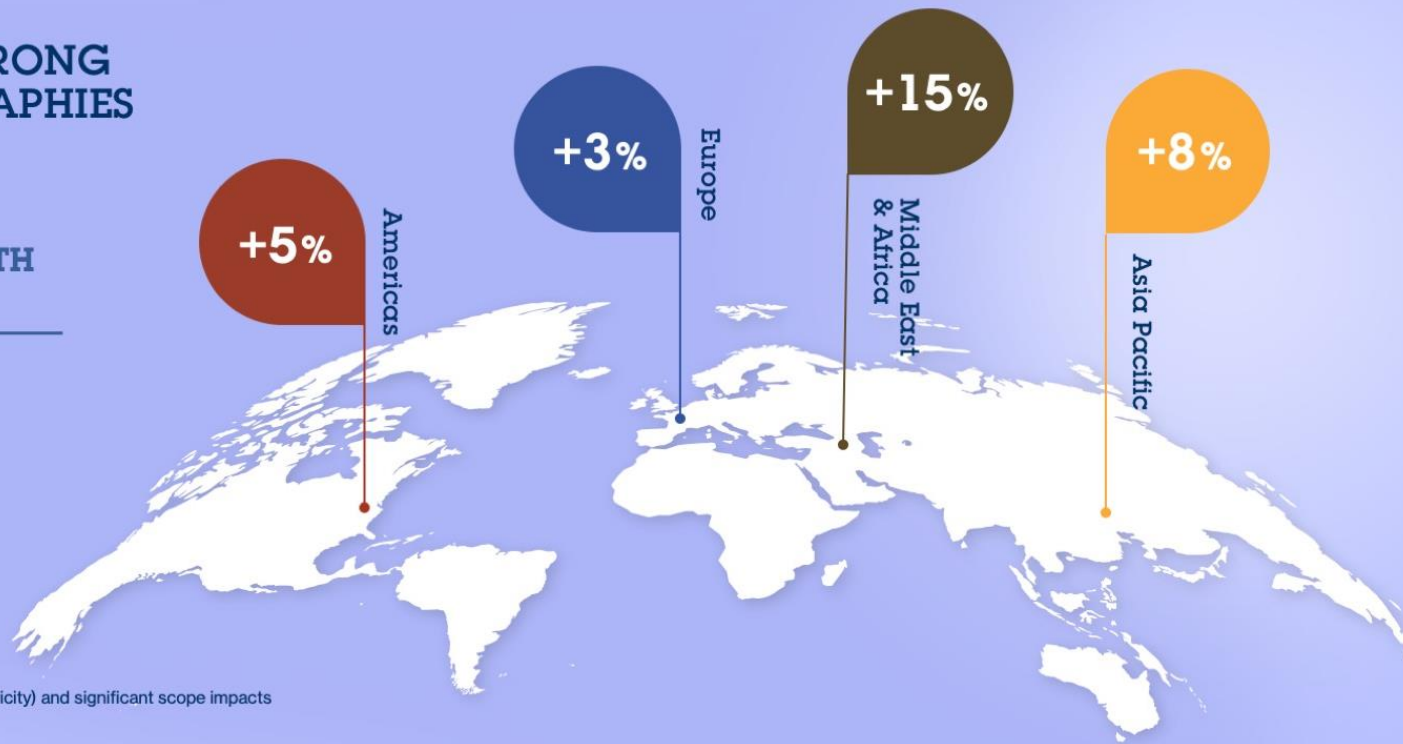 RONG
APHIES
TH
+5%
Americas
+3%
Europe
+15%
Middle East
& Africa
+8%
Asia Pacific
icity) and significant scope impacts